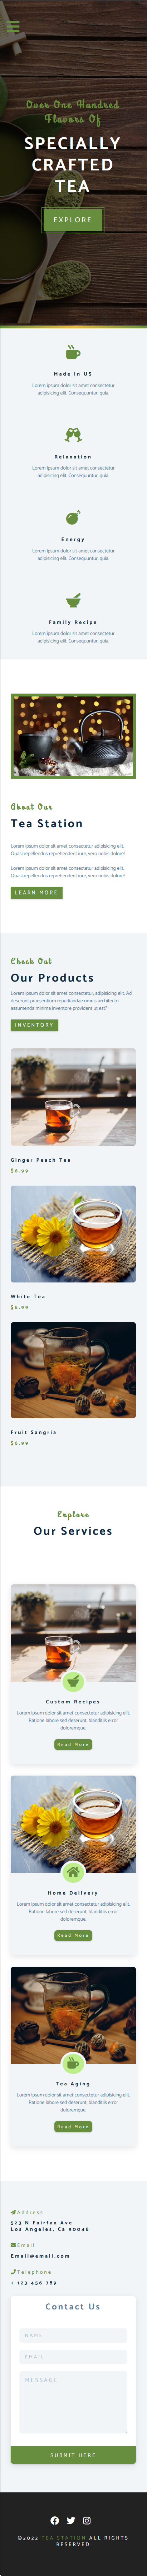 Over One Hundred
Flavors Of
SPECIALLY
CRAFTED
TEA
EXPLORE
Made In US
Lorem ipsum dolor sit amet consectetur
adipisicing elit. Consequuntur, quia.
Relaxation
Lorem ipsum dolor sit amet consectetur
adipisicing elit. Consequuntur, quia.
Energy
Lorem ipsum dolor sit amet consectetur
adipisicing elit. Consequuntur, quia.
Family Recipe
Lorem ipsum dolor sit amet consectetur
adipisicing elit. Consequuntur, quia.
About Our
Tea Station
Lorem ipsum dolor sit amet consectetur adipisicing elit.
Quasi repellendus reprehenderit iure, vero nobis dolore!
Lorem ipsum dolor sit amet consectetur adipisicing elit.
Quasi repellendus reprehenderit iure, vero nobis dolore!
LEARN MORE
Check Out
Our Products
Lorem ipsum dolor sit amet consectetur, adipisicing elit. Ad
deserunt praesentium repudiandae omnis architecto
assumenda minima inventore provident ut est?
INVENTORY
Ginger Peach Tea
$6.99
White Tea
$6.99
Fruit Sangria
$6.99
Explore
Our Services
Custom Recipes
Lorem ipsum dolor sit amet consectetur adipisicing elit.
Ratione labore sed deserunt, blanditiis error
doloremque.
Read More
Home Delivery
Lorem ipsum dolor sit amet consectetur adipisicing elit.
Ratione labore sed deserunt, blanditiis error
doloremque.
Read More
Tea Aging
Lorem ipsum dolor sit amet consectetur adipisicing elit.
Ratione labore sed deserunt, blanditiis error
doloremque.
Read More
Address
523 N Fairfax Ave
Los Angeles, Ca 90048
Email
Email@email.com
Telephone
+ 123 456 789
Contact Us
NAME
EMAIL
MESSAGE
SUBMIT HERE
©2022 TEA STATION ALL RIGHTS
RESERVED